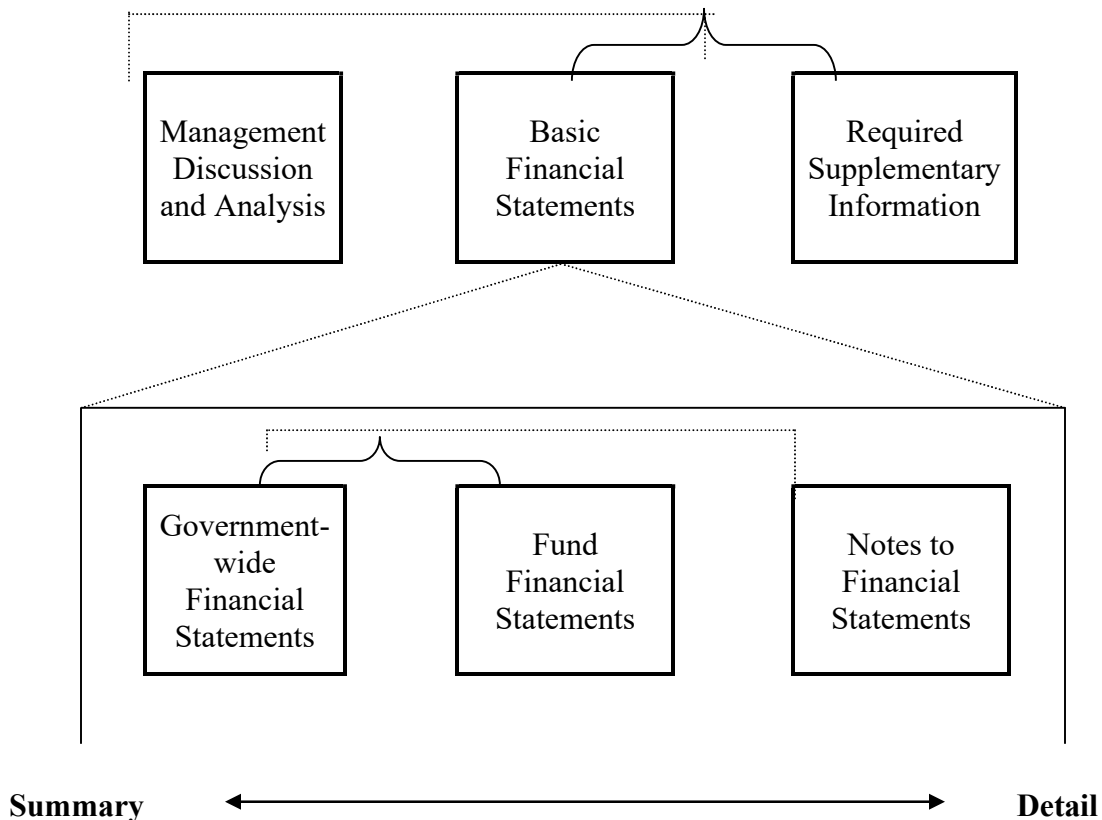 Management
Discussion
and Analysis
Basic
Financial
Statements
Required
Supplementary
Information
Government-
wide
Financial
Statements
Fund
Financial
Statements
Notes to
Financial
Statements
Summary
Detail